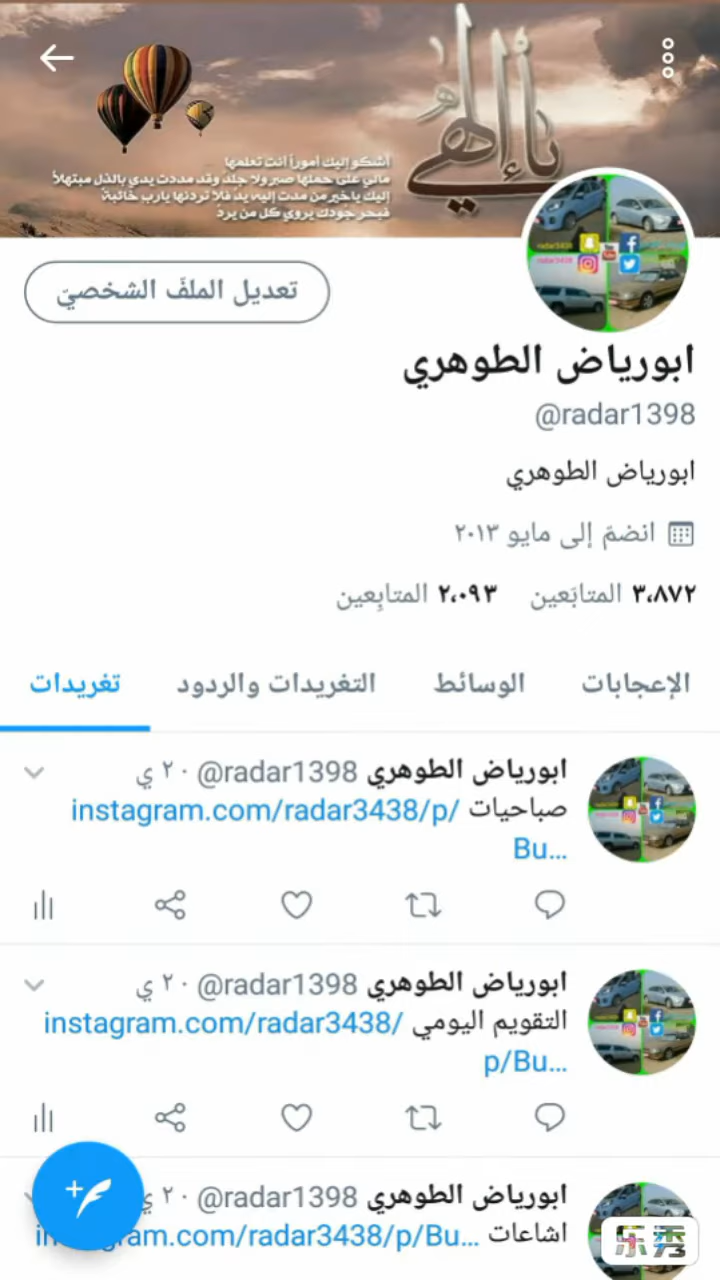 يا إلهي
أشكو إليك أموراً أنت تعلمها
مالي على حملها صبر ولا جلد وقد مددت يدي بالذل مبتهلاً
إليك ياخير من مدت إليه يد فلا تردنها يارب خائبة
فبحر جودك يروي كل من يرد
تعديل الملفّ الشخصيّ
ابورياض الطوهري
@radar1398
ابورياض الطوهري
انضمّ إلى مايو ٢٠١٣
٣،٨٧٢ المتابَعين ٢،٠٩٣ المتابِعين
الإعجابات الوسائط التغريدات والردود تغريدات
ابورياض الطوهري @radar1398 · ٢٠ ي
صباحيات instagram.com/radar3438/p/
Bu…
ابورياض الطوهري @radar1398 · ٢٠ ي
التقويم اليومي instagram.com/radar3438/
p/Bu…
ابورياض الطوهري @radar1398 · ٢٠ ي
اشاعات in gram.com/radar3438/p/Bu…
乐秀